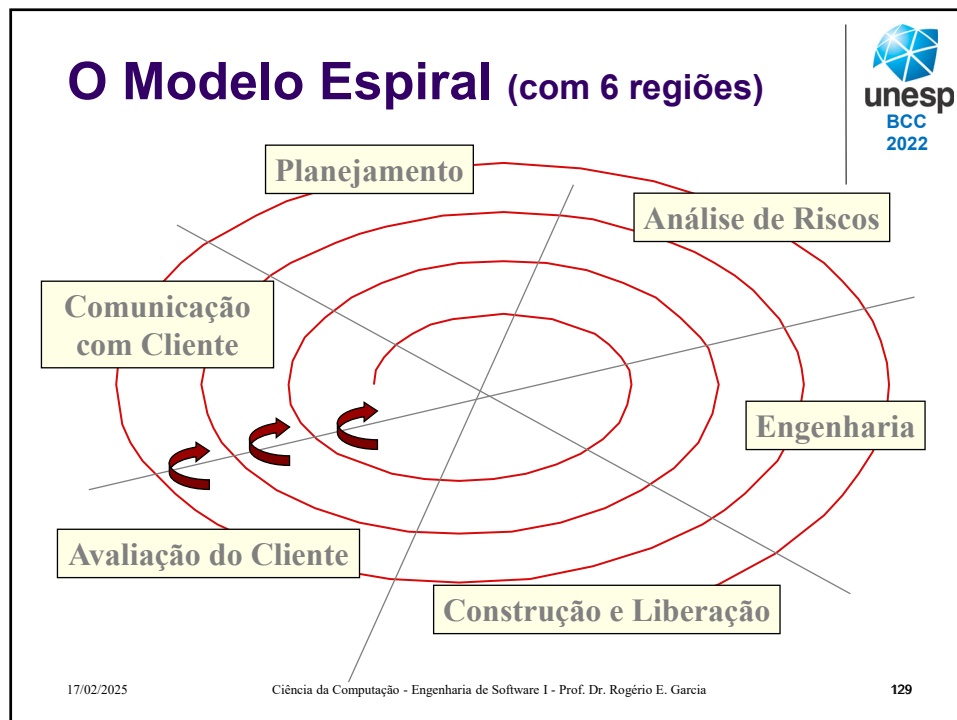 O Modelo Espiral (com 6 regiões)
unesp
BCC
2022
Planejamento
Análise de Riscos
Comunicação
com Cliente
Engenharia
Avaliação do Cliente
Construção e Liberação
17/02/2025
Ciência da Computação - Engenharia de Software I - Prof. Dr. Rogério E. Garcia
129